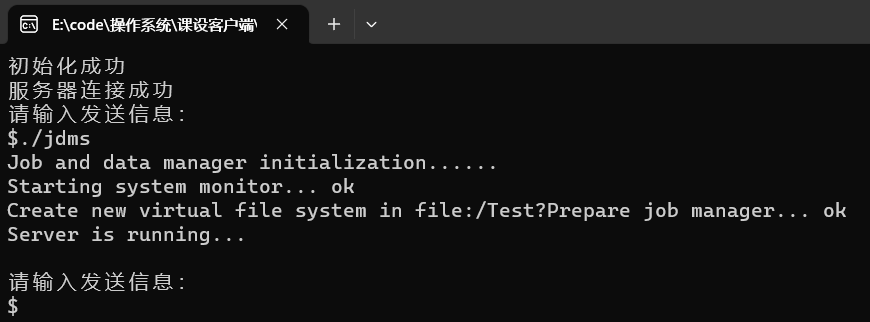 E:\code\操作系统\课设客户端\
初始化成功
服务器连接成功
请输入发送信息：
$./jdms
Job and data manager initialization......
Starting system monitor... ok
Create new virtual file system in file:/Test?Prepare job manager... ok
Server is running...
请输入发送信息：
$